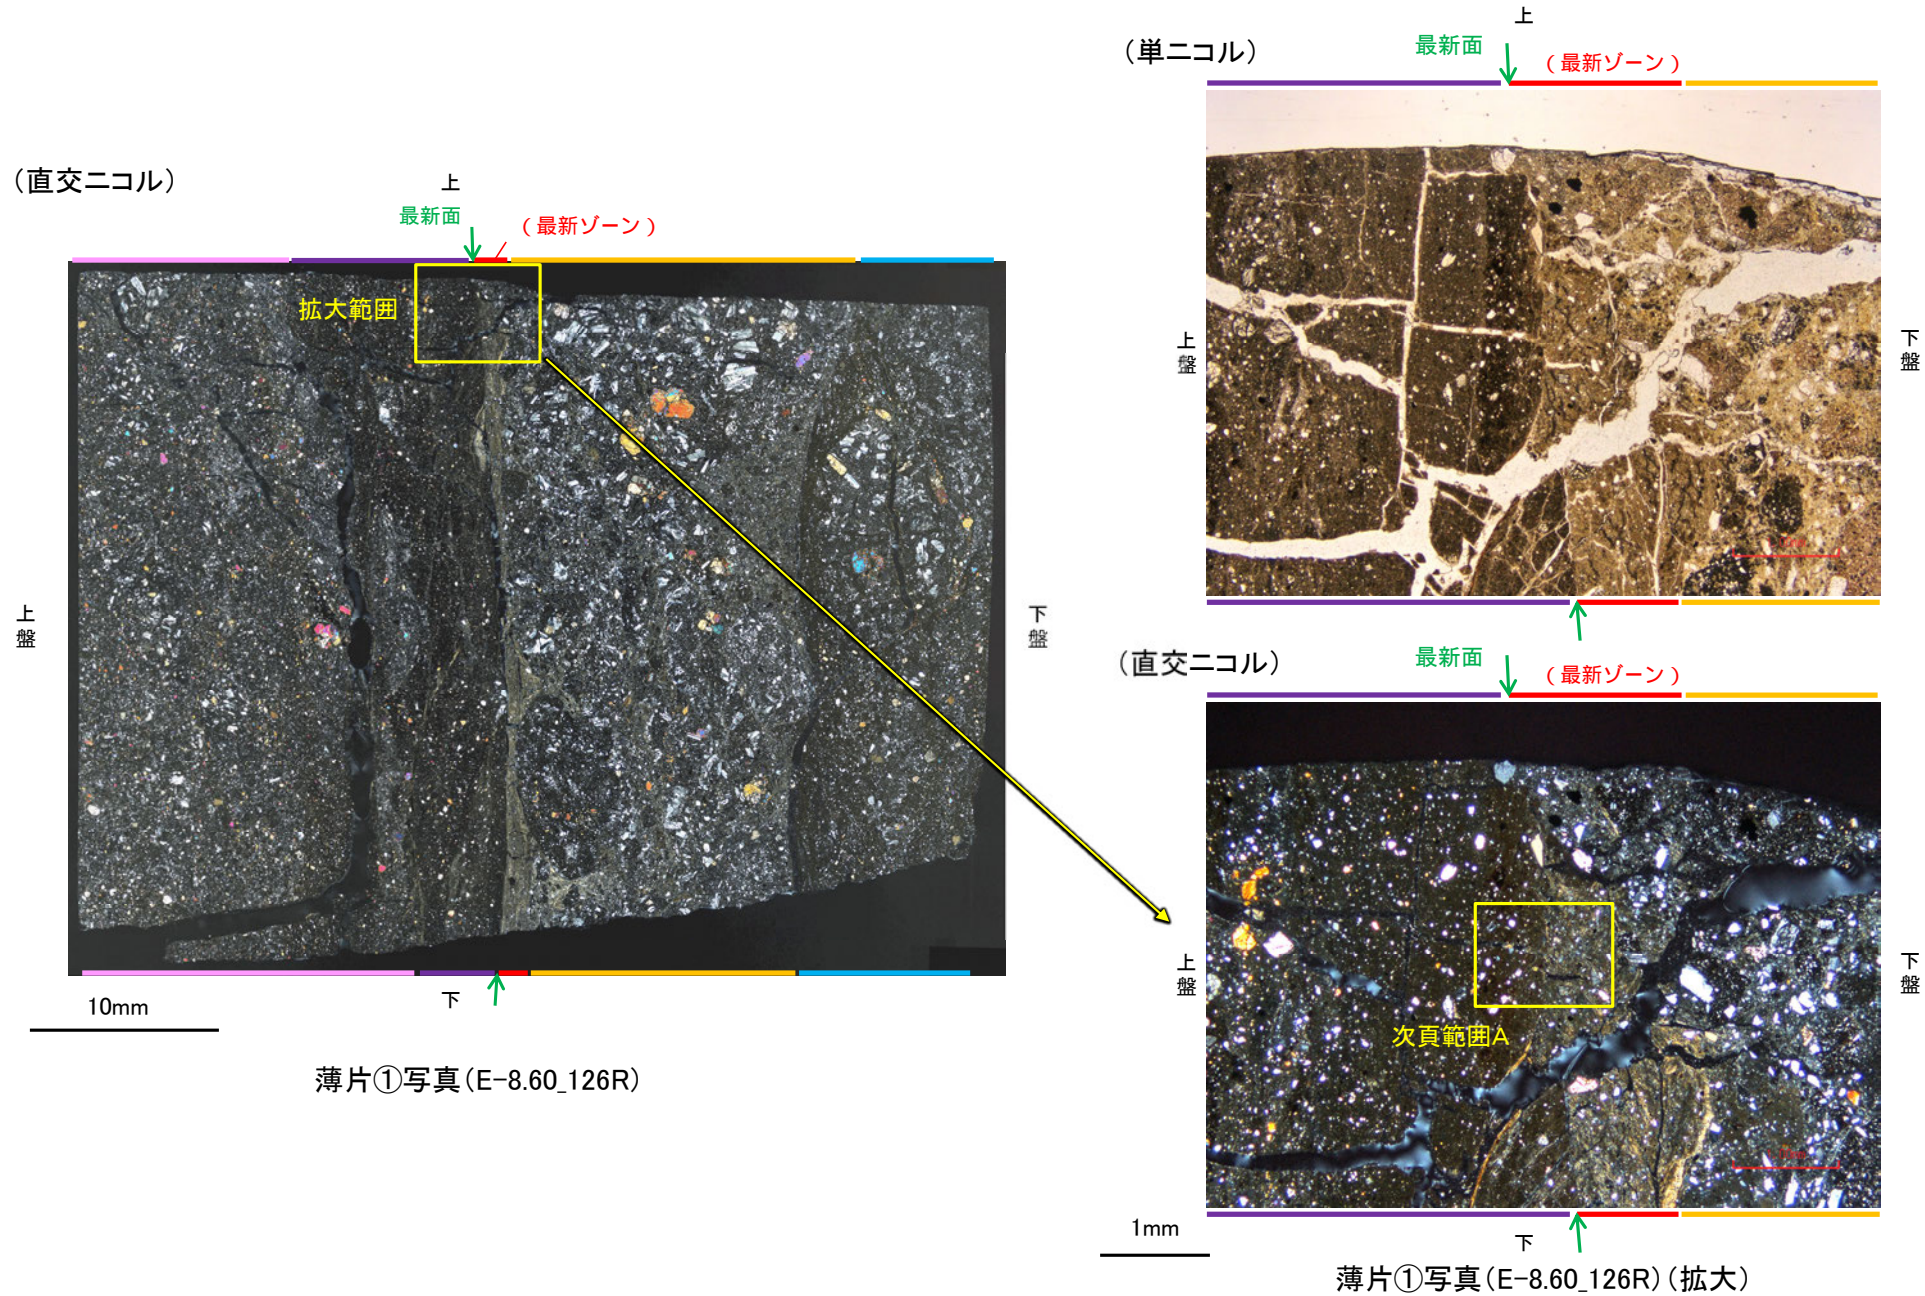 (直交ニコル)
上
最新面
(最新ゾーン)
拡大範囲
上盤
下盤
下
10mm
薄片①写真(E-8.60_126R)
上
(単ニコル)
最新面
(最新ゾーン)
上盤
下盤
(直交ニコル)
最新面
(最新ゾーン)
上盤
下盤
次頁範囲A
1mm
下
薄片①写真(E-8.60_126R)(拡大)